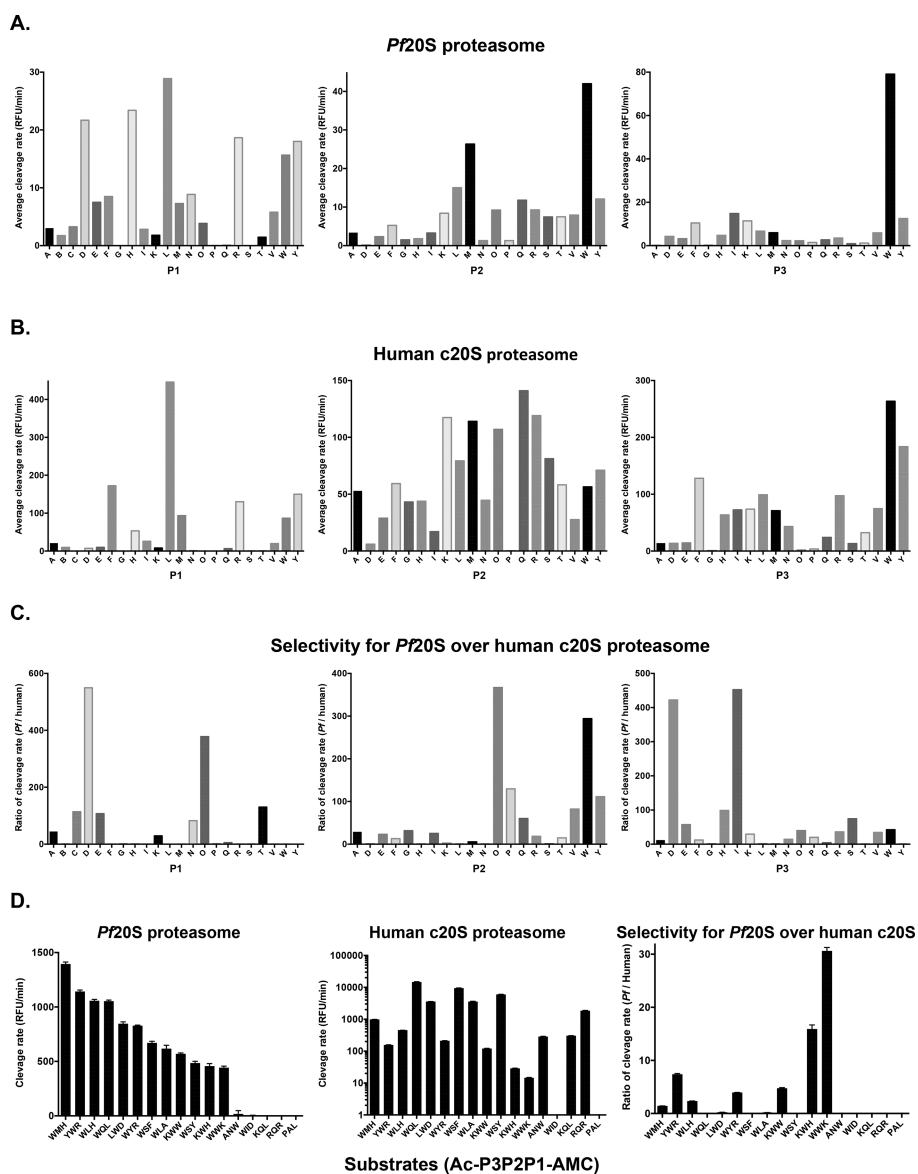 A.
Pf20S proteasome
Average cleavage rate (RFU/min)
30
20
10
0
A B C D E F G H I K L M N O P Q R S T V W Y
P1
Average cleavage rate (RFU/min)
40
20
0
A D E F G H I K L M N O P Q R S T V W Y
P2
Average cleavage rate (RFU/min)
80
60
40
20
0
A D E F G H I K L M N O P Q R S T V W Y
P3
B.
Human c20S proteasome
Average cleavage rate (RFU/min)
400
300
200
100
0
A B C D E F G H I K L M N O P Q R S T V W Y
P1
Average cleavage rate (RFU/min)
150
100
50
0
A D E F G H I K L M N O P Q R S T V W Y
P2
Average cleavage rate (RFU/min)
300
200
100
0
A D E F G H I K L M N O P Q R S T V W Y
P3
C.
Selectivity for Pf20S over human c20S proteasome
Ratio of cleavage rate (Pf / human)
600
400
200
0
A B C D E F G H I K L M N O P Q R S T V W Y
P1
Ratio of cleavage rate (Pf / human)
400
300
200
100
0
A D E F G H I K L M N O P Q R S T V W Y
P2
Ratio of cleavage rate (Pf / human)
500
400
300
200
100
0
A D E F G H I K L M N O P Q R S T V W Y
P3
D.
Pf20S proteasome
Cleavage rate (RFU/min)
1500
1000
500
0
WMH YWR WLH WQL LWD WYR WSF WLA KWW WSY KWH WWK ANW WID KQL RQR PAL
Human c20S proteasome
Clevage rate (RFU/min)
100000
10000
1000
100
10
1
WMH YWR WLH WQL LWD WYR WSF WLA KWW WSY KWH WWK ANW WID KQL RQR PAL
Selectivity for Pf20S over human c20S
Ratio of cleavage rate (Pf / Human)
30
20
10
0
WMH YWR WLH WQL LWD WYR WSF WLA KWW WSY KWH WWK ANW WID KQL RQR PAL
Substrates (Ac-P3P2P1-AMC)